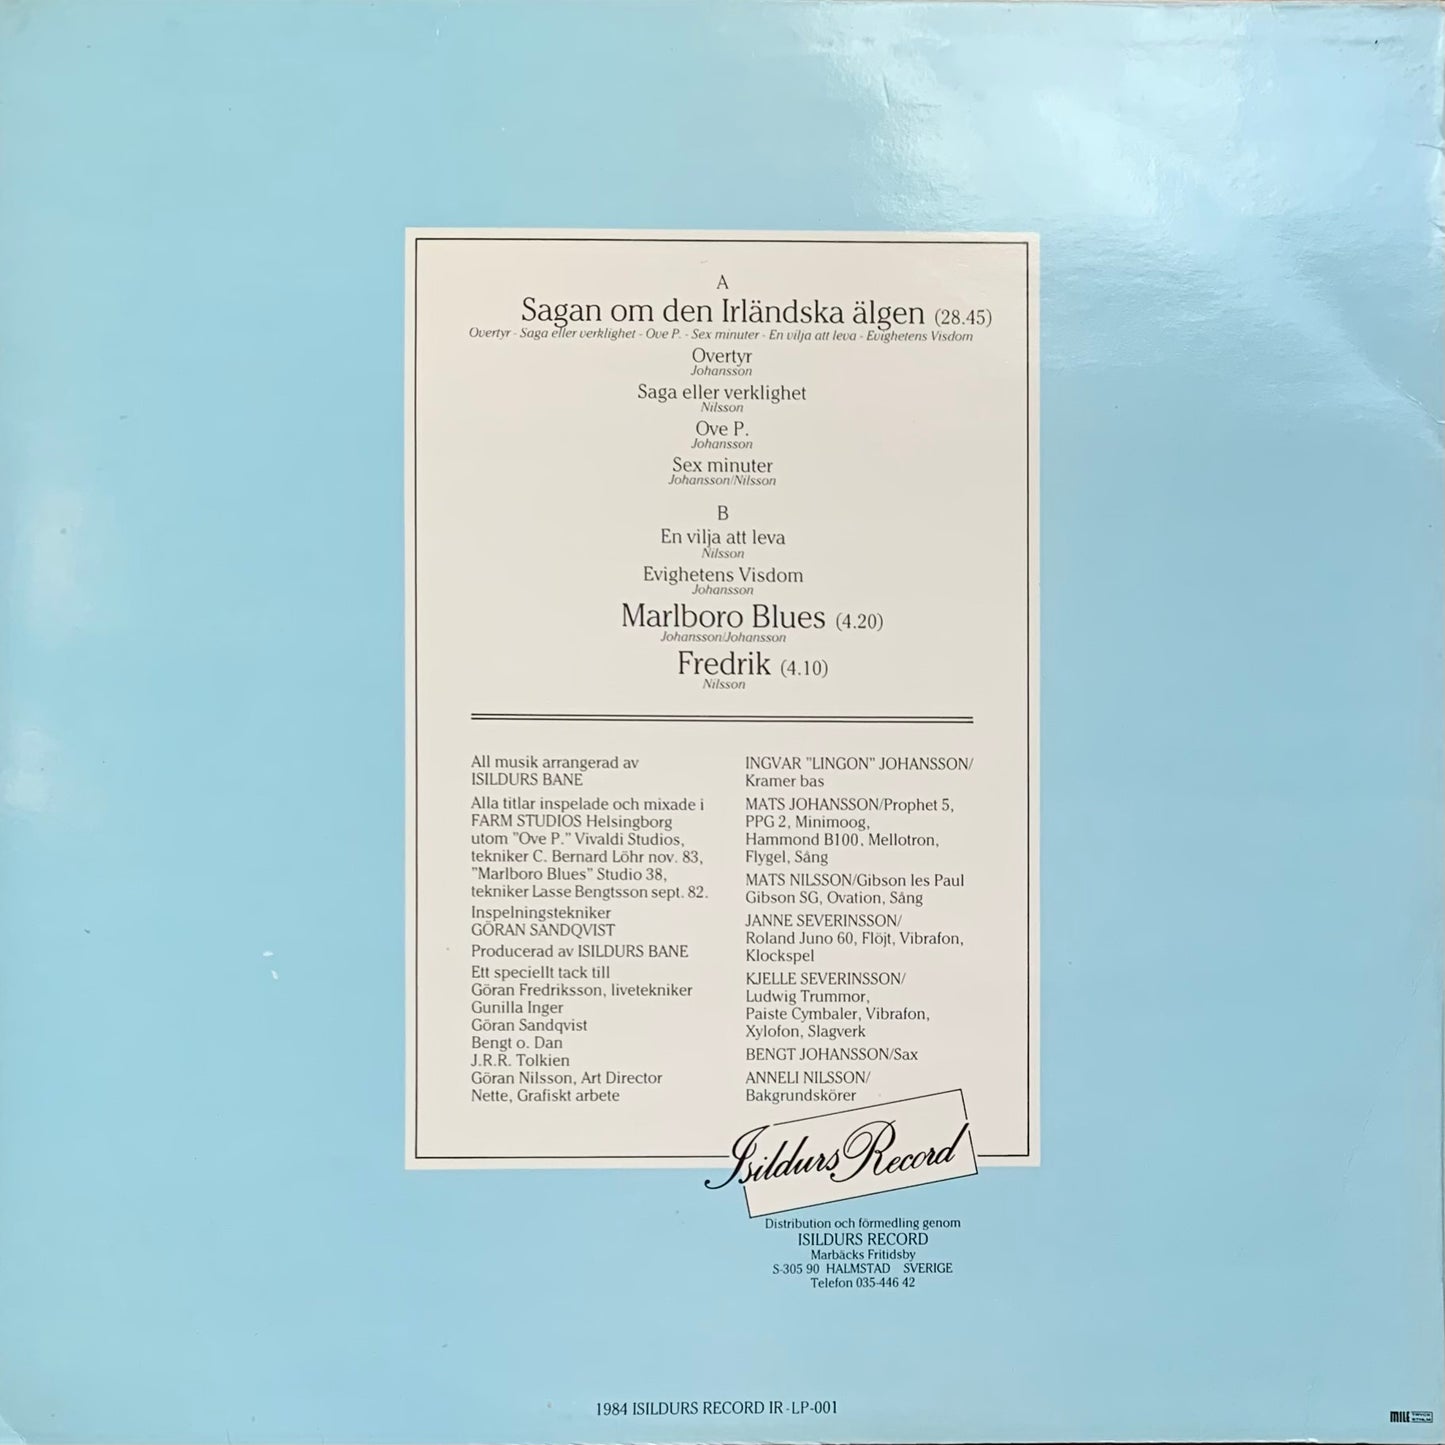 A
Sagan om den Irländska älgen (28.45)
Overtyr - Saga eller verklighet - Ove P. - Sex minuter - En vilja att leva - Evighetens Visdom
Overtyr
Johansson
Saga eller verklighet
Nilsson
Ove P.
Johansson
Sex minuter
Johansson/Nilsson
B
En vilja att leva
Nilsson
Evighetens Visdom
Johansson
Marlboro Blues (4.20)
Johansson/Johansson
Fredrik (4.10)
Nilsson
All musik arrangerad av
ISILDURS BANE
Alla titlar inspelade och mixade i
FARM STUDIOS Helsingborg
utom "Ove P." Vivaldi Studios,
tekniker C. Bernard Löhr nov. 83,
"Marlboro Blues" Studio 38,
tekniker Lasse Bengtsson sept. 82.
Inspelningstekniker
GÖRAN SANDQVIST
Producerad av ISILDURS BANE
Ett speciellt tack till
Göran Fredriksson, livetekniker
Gunilla Inger
Göran Sandqvist
Bengt o. Dan
J.R.R. Tolkien
Göran Nilsson, Art Director
Nette, Grafiskt arbete
INGVAR "LINGON" JOHANSSON/
Kramer bas
MATS JOHANSSON/Prophet 5,
PPG 2, Minimoog,
Hammond B100, Mellotron,
Flygel, Sång
MATS NILSSON/Gibson les Paul
Gibson SG, Ovation, Sång
JANNE SEVERINSSON/
Roland Juno 60, Flöjt, Vibrafon,
Klockspel
KJELLE SEVERINSSON/
Ludwig Trummor,
Paiste Cymbaler, Vibrafon,
Xylofon, Slagverk
BENGT JOHANSSON/Sax
ANNELI NILSSON/
Bakgrundskörer
Isildurs Record
Distribution och förmedling genom
ISILDURS RECORD
Marbäcks Fritidsby
S-305 90 HALMSTAD SVERIGE
Telefon 035-446 42
1984 ISILDURS RECORD IR-LP-001
MILE